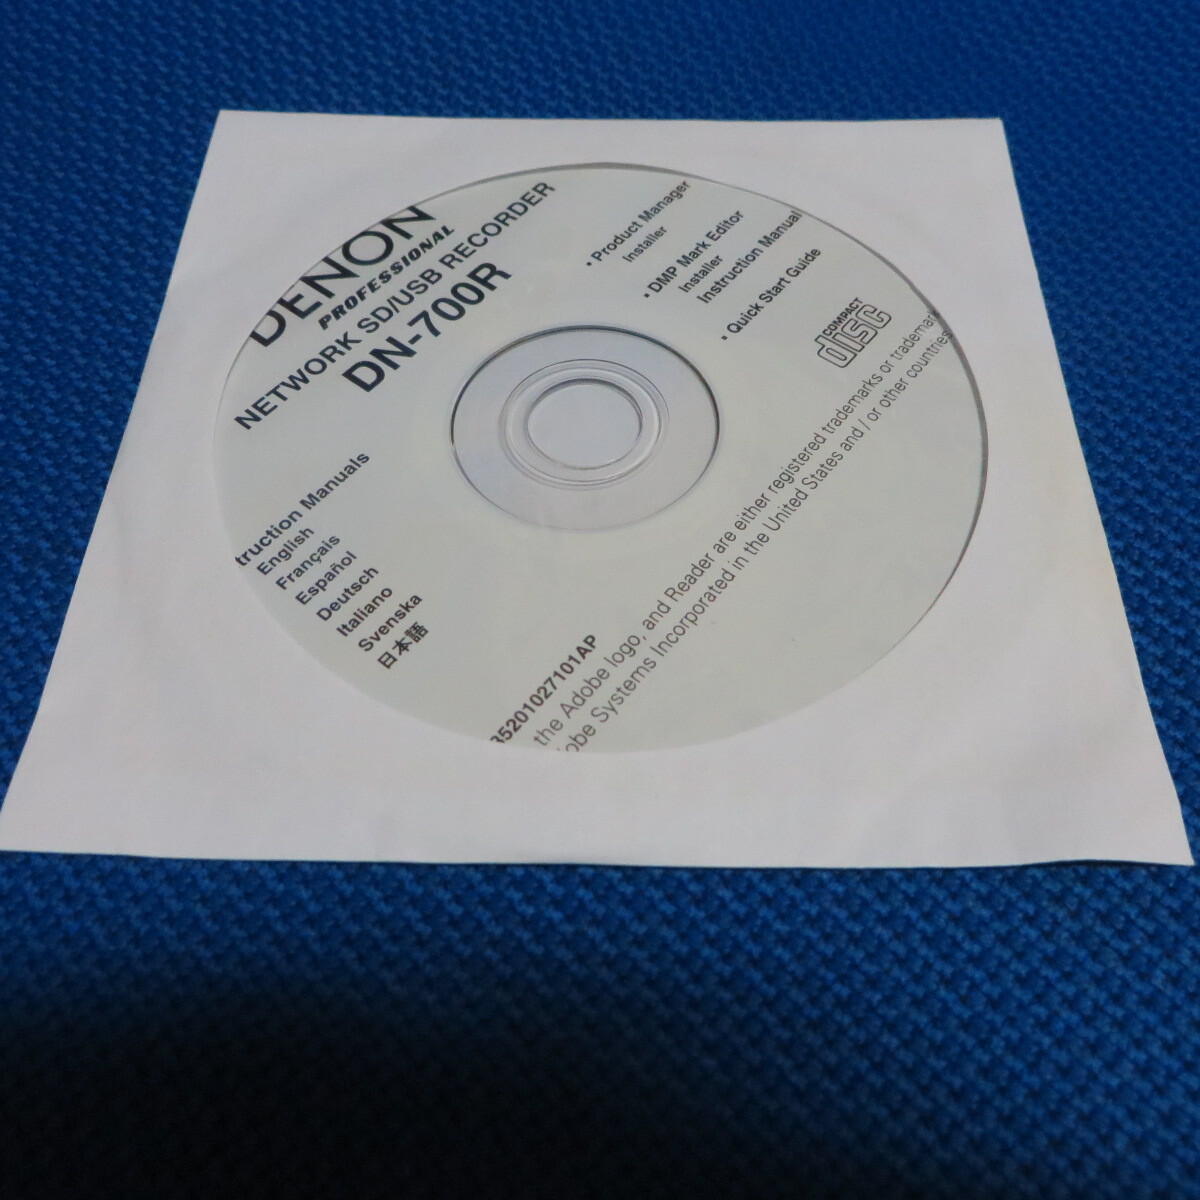 DENON
PROFESSIONAL
NETWORK SD/USB RECORDER
DN-700R
• Product Manager
Installer
• DMP Mark Editor
Installer
Instruction Manual
• Quick Start Guide
COMPACT
disc
truction Manuals
English
Français
Español
Deutsch
Italiano
Svenska
日本語
35201027101AP
the Adobe logo, and Reader are either registered trademarks or trademar
obe Systems Incorporated in the United States and / or other countries